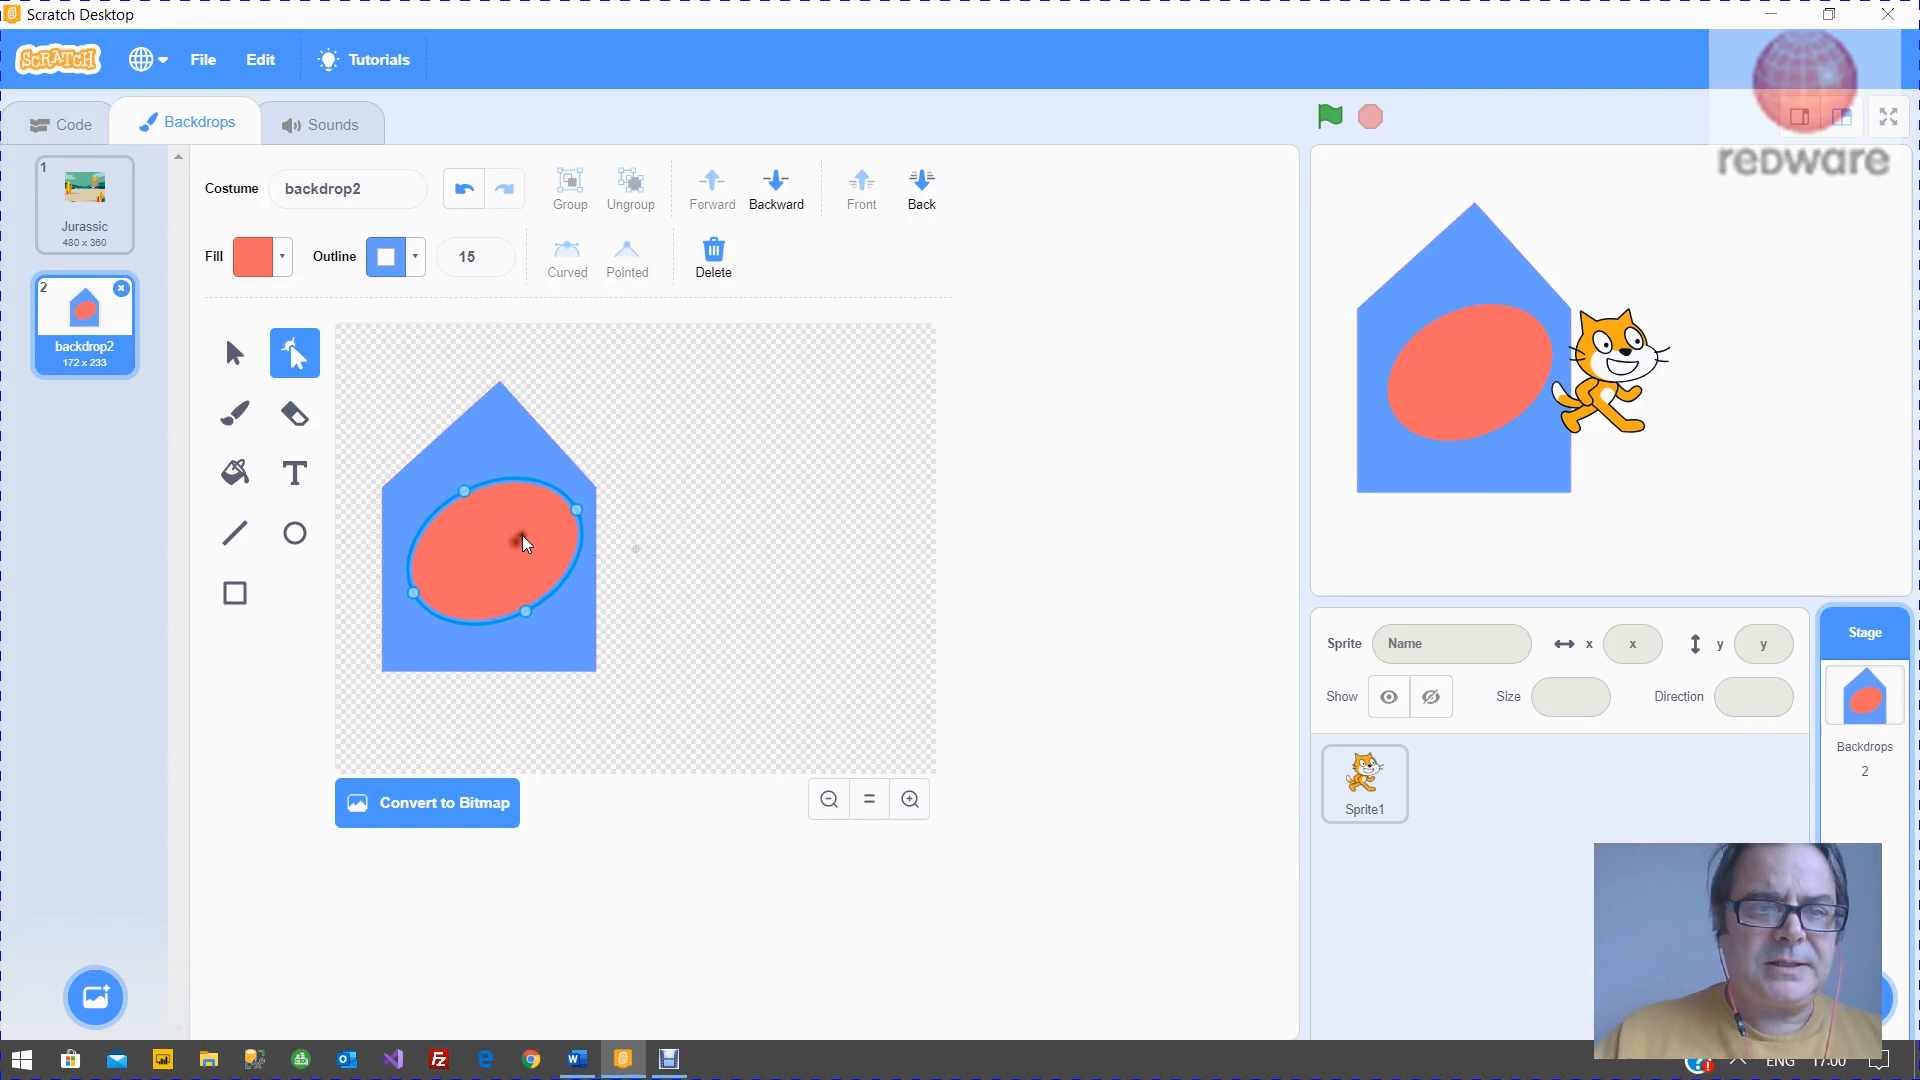 Scratch Desktop
SCRATCH
File
Edit
Tutorials
Code
Backdrops
Sounds
redware
1
Jurassic
480 x 360
2
backdrop2
172 x 233
Costume
backdrop2
Group
Ungroup
Forward
Backward
Front
Back
Fill
Outline
15
Curved
Pointed
Delete
T
Convert to Bitmap
Sprite
Name
x
x
y
y
Show
Size
Direction
Stage
Sprite1
Backdrops
2
ENG
17:00